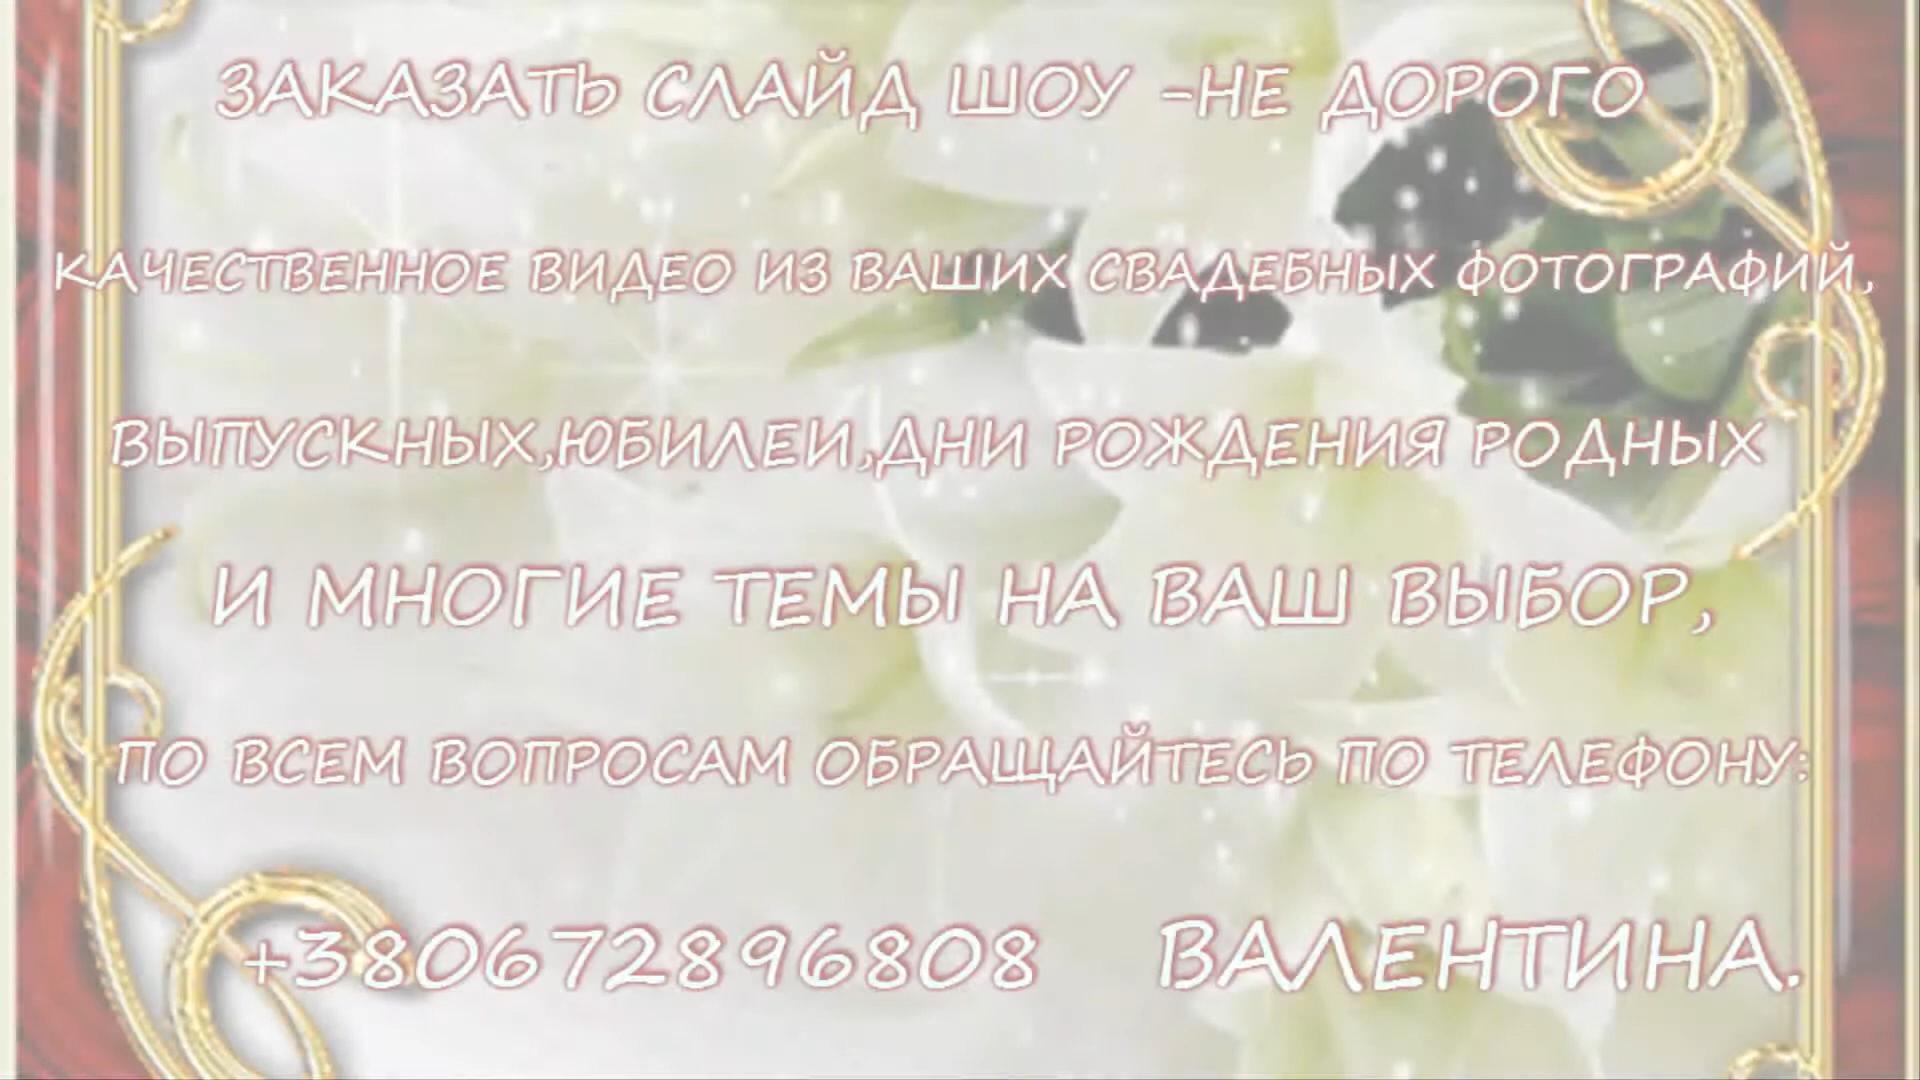 ЗАКАЗАТЬ СЛАЙД ШОУ -НЕ ДОРОГО
КАЧЕСТВЕННОЕ ВИДЕО ИЗ ВАШИХ СВАДЕБНЫХ ФОТОГРАФИЙ,
ВЫПУСКНЫХ,ЮБИЛЕИ,ДНИ РОЖДЕНИЯ РОДНЫХ
И МНОГИЕ ТЕМЫ НА ВАШ ВЫБОР,
ПО ВСЕМ ВОПРОСАМ ОБРАЩАЙТЕСЬ ПО ТЕЛЕФОНУ:
+380672896808 ВАЛЕНТИНА.